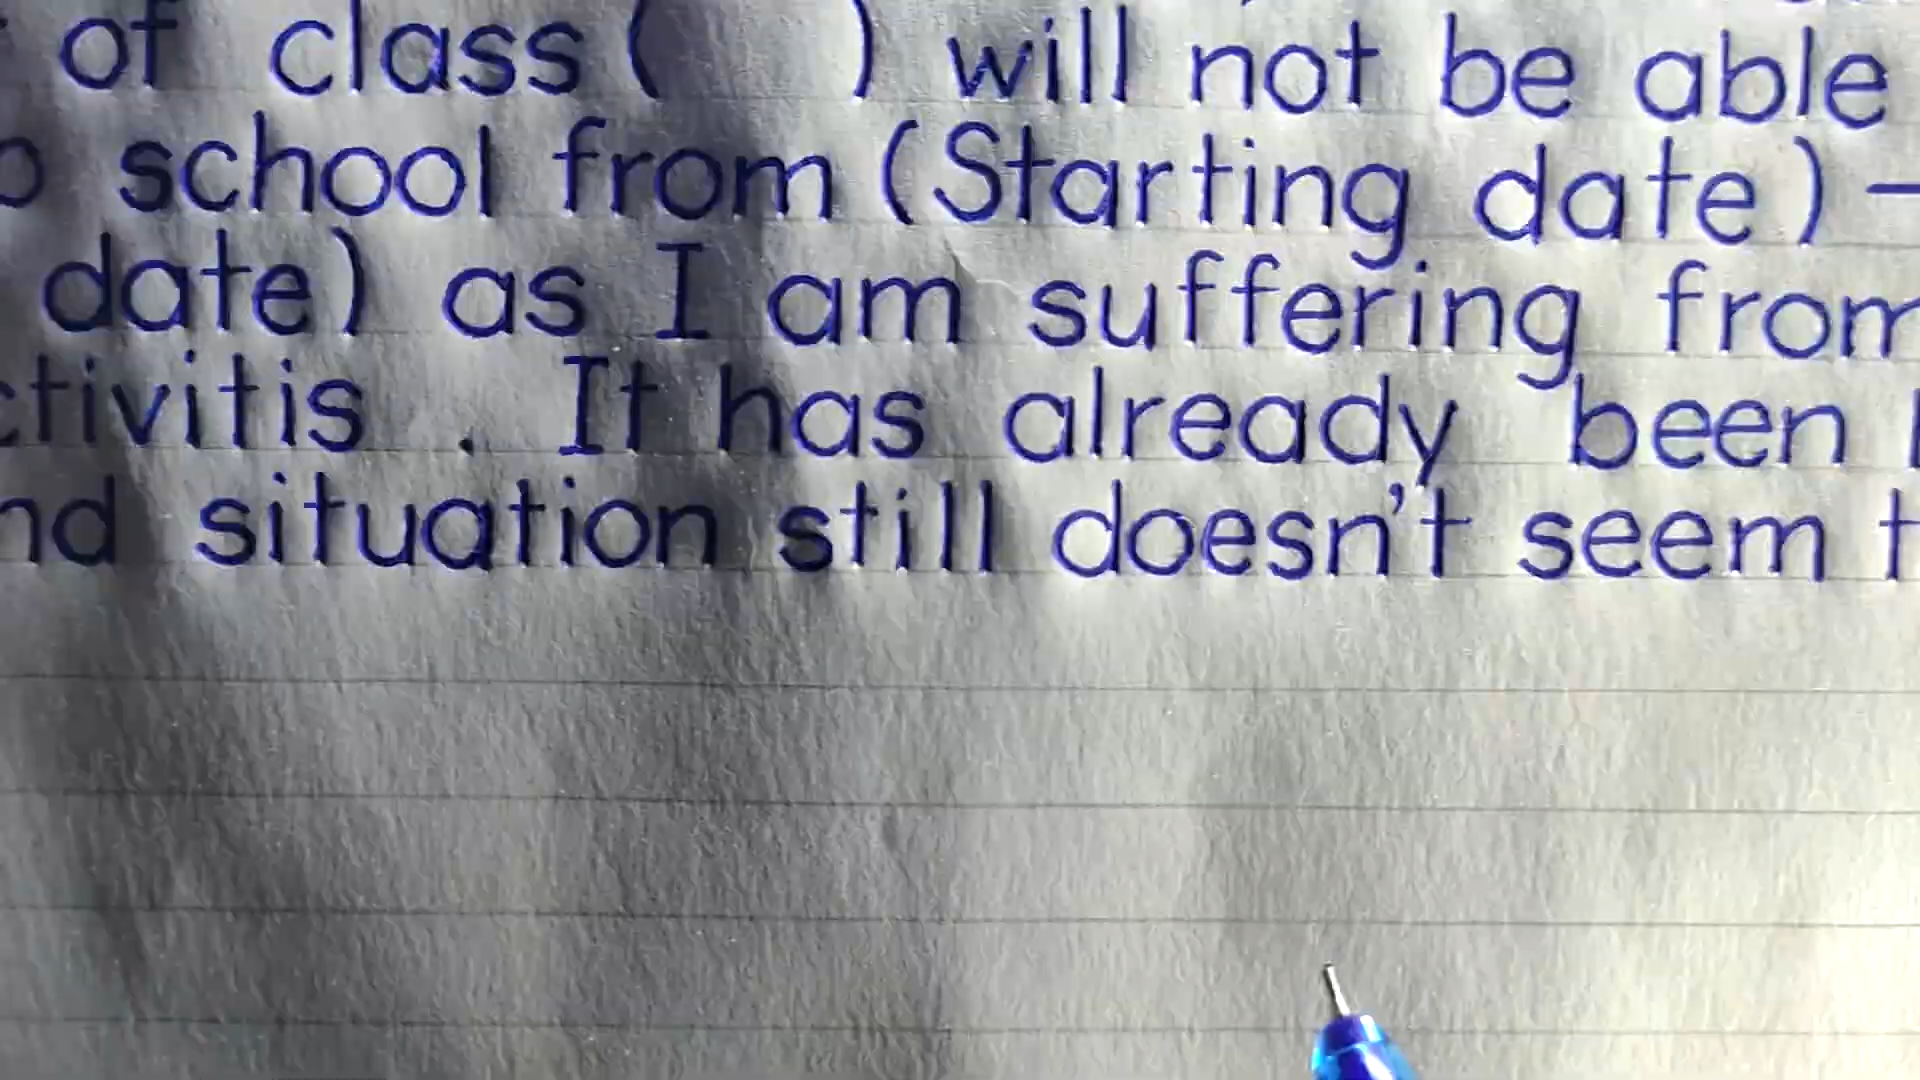 of class ( ) will not be able
school from (Starting date) -
date) as I am suffering from
ctivitis . It has already been
nd situation still doesn't seem